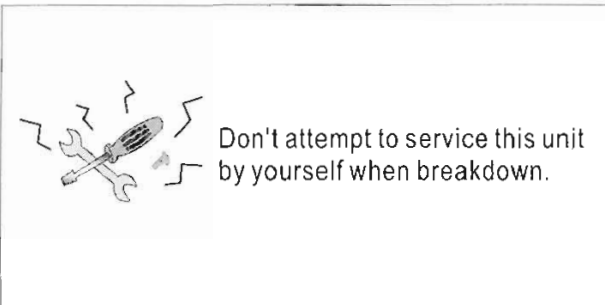 Don't attempt to service this unit
by yourself when breakdown.